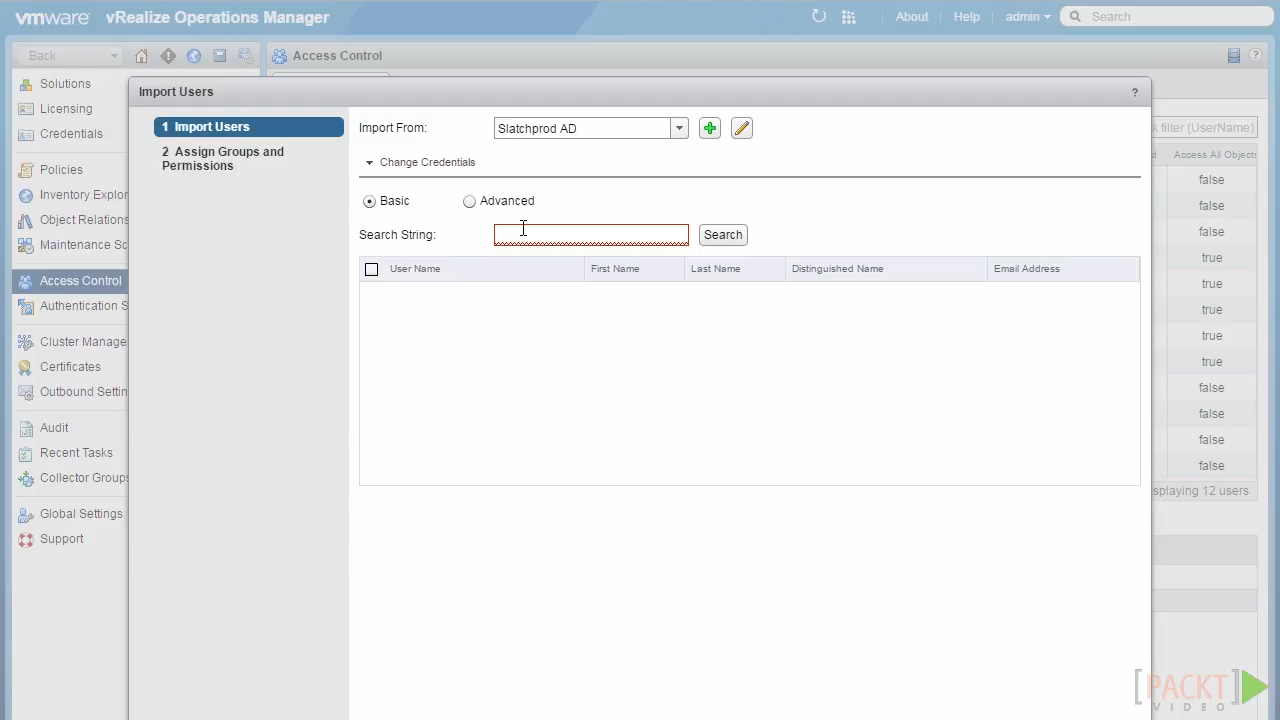 vmware vRealize Operations Manager
About
Help
admin
Search
Back
Access Control
Solutions
Licensing
Credentials
Policies
Inventory Explor
Object Relations
Maintenance Sc
Access Control
Authentication S
Cluster Manage
Certificates
Outbound Settin
Audit
Recent Tasks
Collector Groups
Global Settings
Support
Import Users
?
1 Import Users
2 Assign Groups and
Permissions
Import From:
Slatchprod AD
Change Credentials
Basic
Advanced
Search String:
Search
User Name
First Name
Last Name
Distinguished Name
Email Address
k filter (UserName)
d
Access All Objects
false
false
false
true
true
true
true
true
false
false
false
false
splaying 12 users
?
[PACKT]
VIDEO